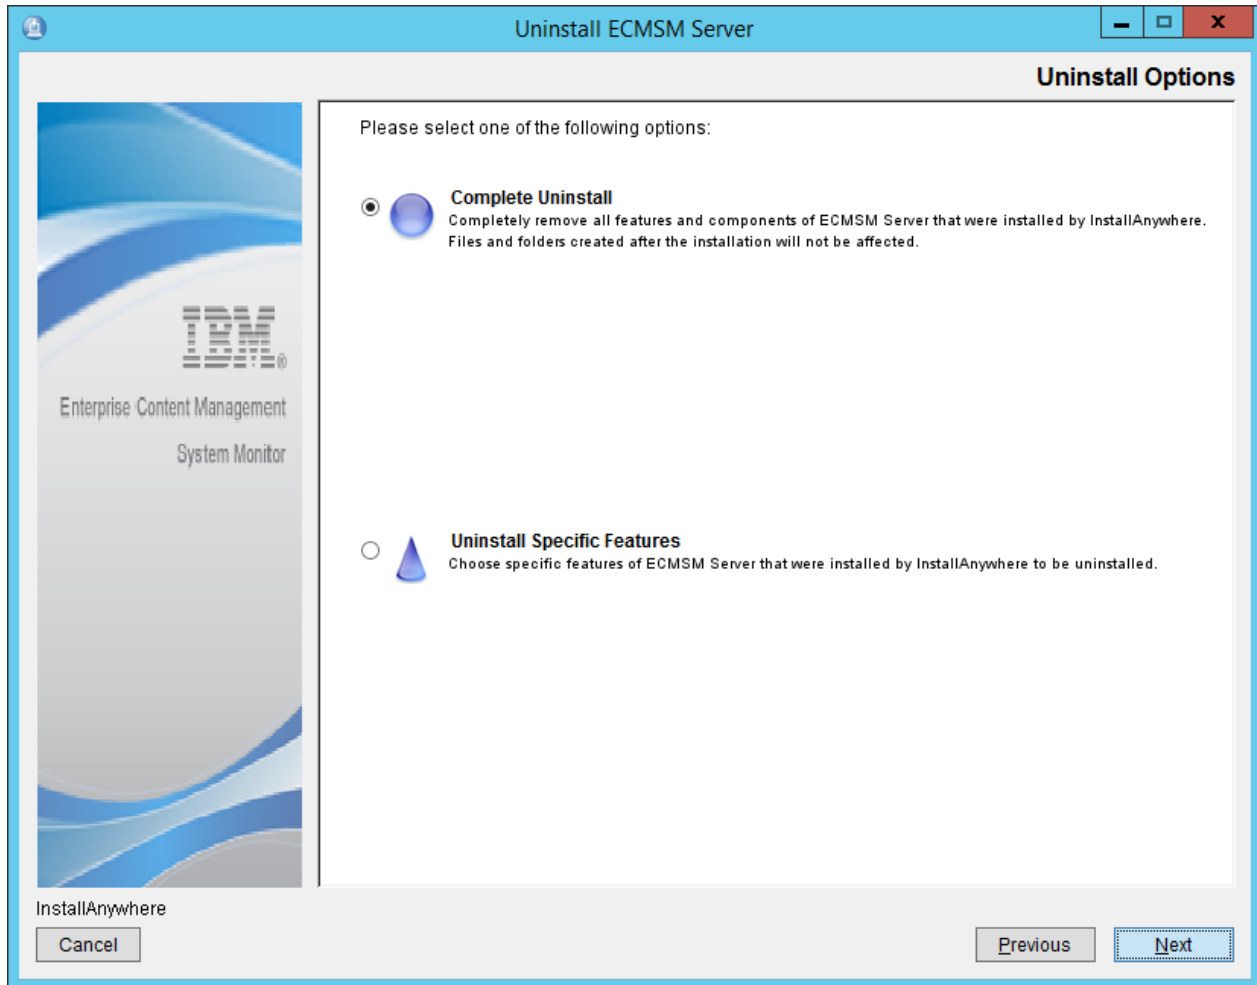 Uninstall ECMSM Server
Uninstall Options
Please select one of the following options:
Complete Uninstall
Completely remove all features and components of ECMSM Server that were installed by InstallAnywhere.
Files and folders created after the installation will not be affected.
IBM®
Enterprise Content Management
System Monitor
Uninstall Specific Features
Choose specific features of ECMSM Server that were installed by InstallAnywhere to be uninstalled.
InstallAnywhere
Cancel
Previous
Next